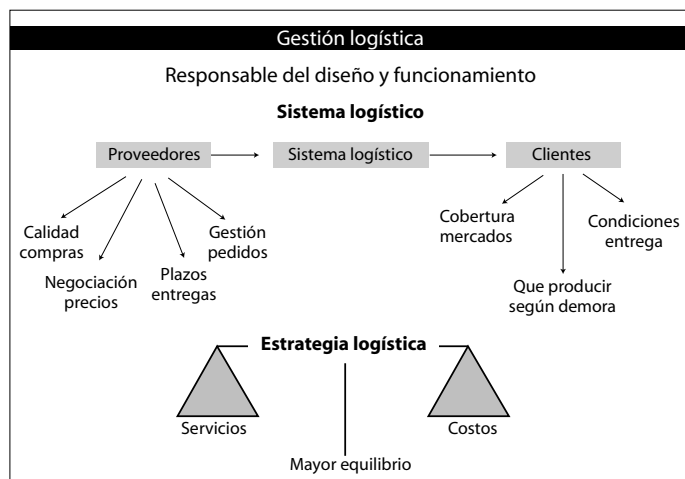 Gestión logística
Responsable del diseño y funcionamiento
Sistema logístico
Proveedores
Sistema logístico
Clientes
Calidad
compras
Negociación
precios
Plazos
entregas
Gestión
pedidos
Cobertura
mercados
Que producir
según demora
Condiciones
entrega
Estrategia logística
Servicios
Costos
Mayor equilibrio